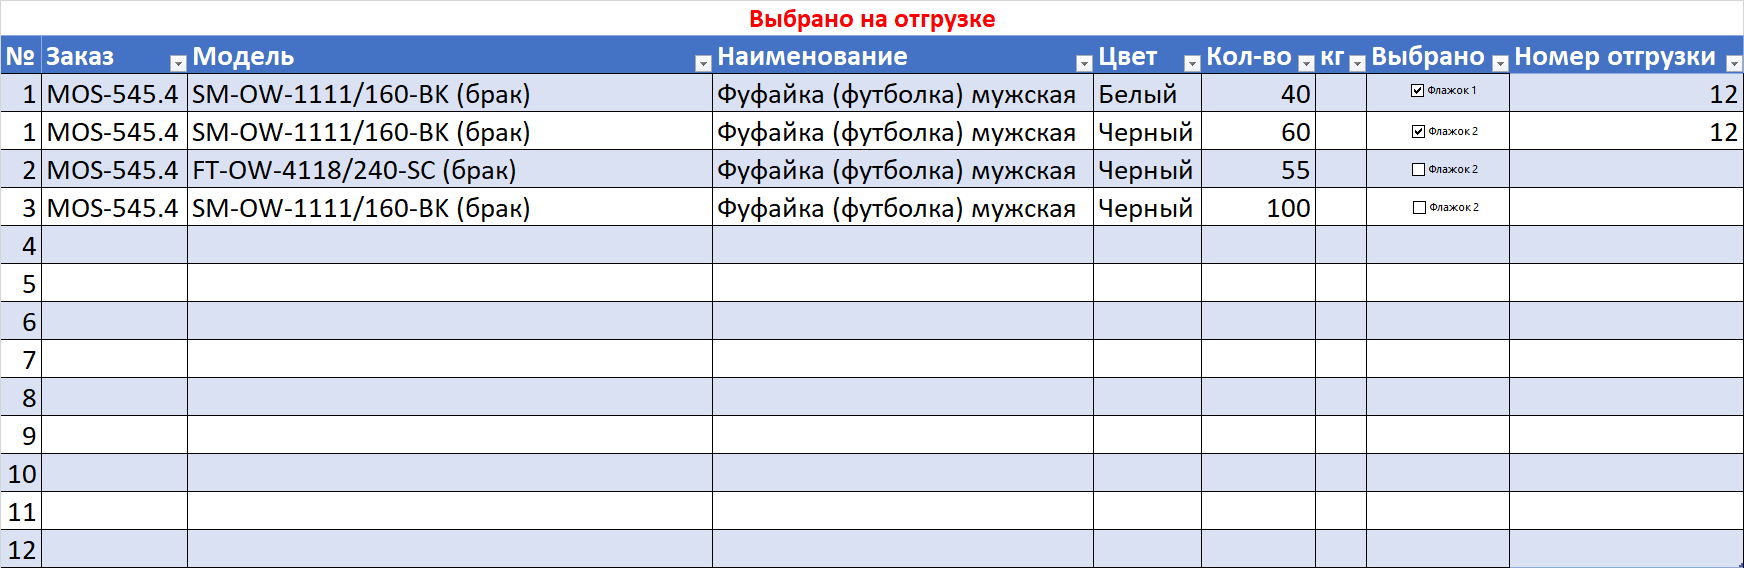 Выбрано на отгрузке
№ Заказ Модель Наименование Цвет Кол-во кг Выбрано Номер отгрузки
1 MOS-545.4 SM-OW-1111/160-BK (брак) Фуфайка (футболка) мужская Белый 40 Флажок 1 12
1 MOS-545.4 SM-OW-1111/160-BK (брак) Фуфайка (футболка) мужская Черный 60 Флажок 2 12
2 MOS-545.4 FT-OW-4118/240-SC (брак) Фуфайка (футболка) мужская Черный 55 Флажок 2
3 MOS-545.4 SM-OW-1111/160-BK (брак) Фуфайка (футболка) мужская Черный 100 Флажок 2
4
5
6
7
8
9
10
11
12